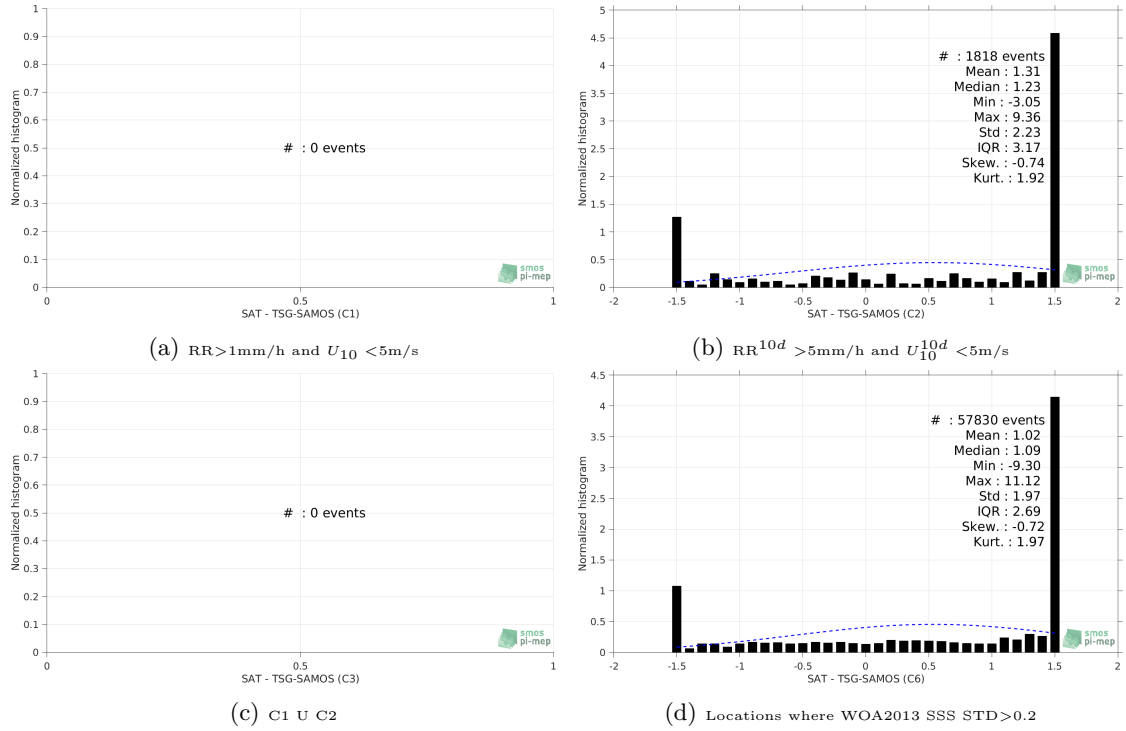 1
0.9
0.8
0.7
0.6
0.5
0.4
0.3
0.2
0.1
0
Normalized histogram
# : 0 events
smos
pi-mep
0 0.5 1
SAT - TSG-SAMOS (C1)
(a) RR>1mm/h and U10 <5m/s
5
4.5
4
3.5
3
2.5
2
1.5
1
0.5
0
Normalized histogram
# : 1818 events
Mean : 1.31
Median : 1.23
Min : -3.05
Max : 9.36
Std : 2.23
IQR : 3.17
Skew. : -0.74
Kurt. : 1.92
smos
pi-mep
-2 -1.5 -1 -0.5 0 0.5 1 1.5 2
SAT - TSG-SAMOS (C2)
(b) RR^10d >5mm/h and U10^10d <5m/s
1
0.9
0.8
0.7
0.6
0.5
0.4
0.3
0.2
0.1
0
Normalized histogram
# : 0 events
smos
pi-mep
0 0.5 1
SAT - TSG-SAMOS (C3)
(c) C1 U C2
4.5
4
3.5
3
2.5
2
1.5
1
0.5
0
Normalized histogram
# : 57830 events
Mean : 1.02
Median : 1.09
Min : -9.30
Max : 11.12
Std : 1.97
IQR : 2.69
Skew. : -0.72
Kurt. : 1.97
smos
pi-mep
-2 -1.5 -1 -0.5 0 0.5 1 1.5 2
SAT - TSG-SAMOS (C6)
(d) Locations where WOA2013 SSS STD>0.2